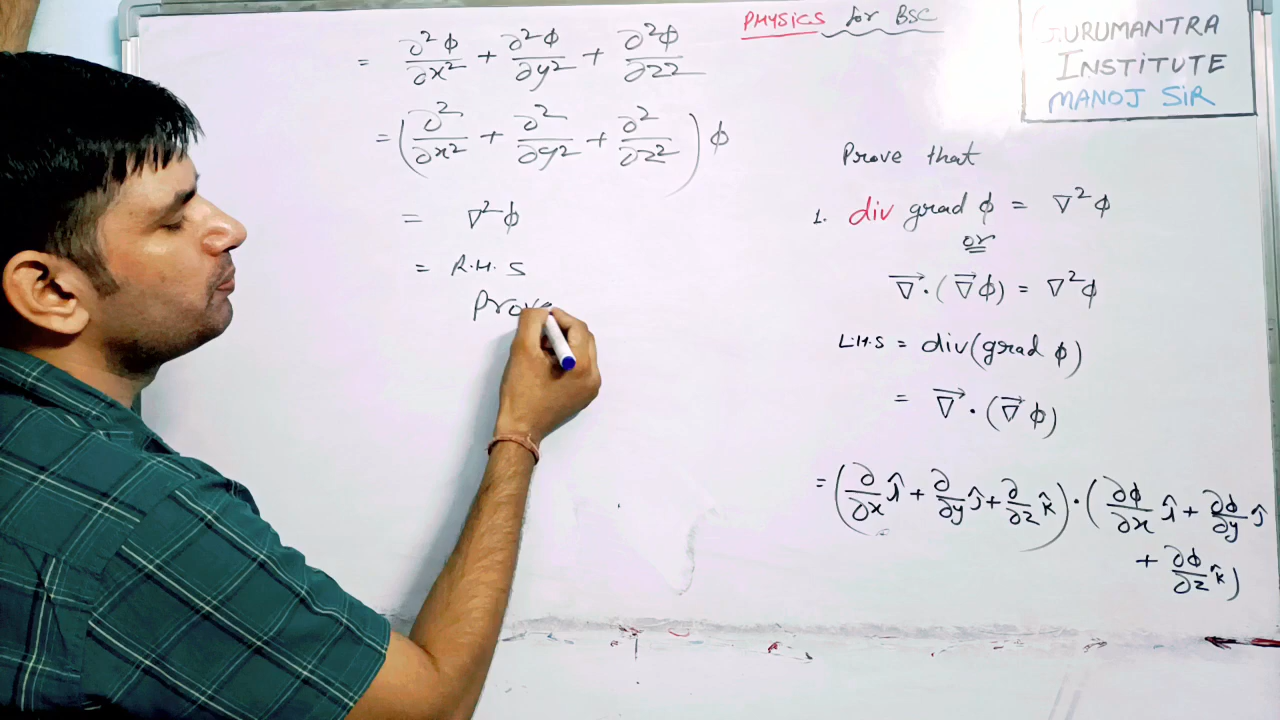 PHYSICS for BSC
GURUMANTRA
INSTITUTE
MANOJ SIR
Prove that
1. div grad ϕ = ∇²ϕ
or
∇⃗·(∇⃗ϕ) = ∇²ϕ
L.H.S = div(grad ϕ)
= ∇⃗·(∇⃗ϕ)
= (∂/∂x î + ∂/∂y ĵ + ∂/∂z k̂)·(∂ϕ/∂x î + ∂ϕ/∂y ĵ
+ ∂ϕ/∂z k̂)
= ∂²ϕ/∂x² + ∂²ϕ/∂y² + ∂²ϕ/∂z²
= (∂²/∂x² + ∂²/∂y² + ∂²/∂z²)ϕ
= ∇²ϕ
= R.H.S
Prove